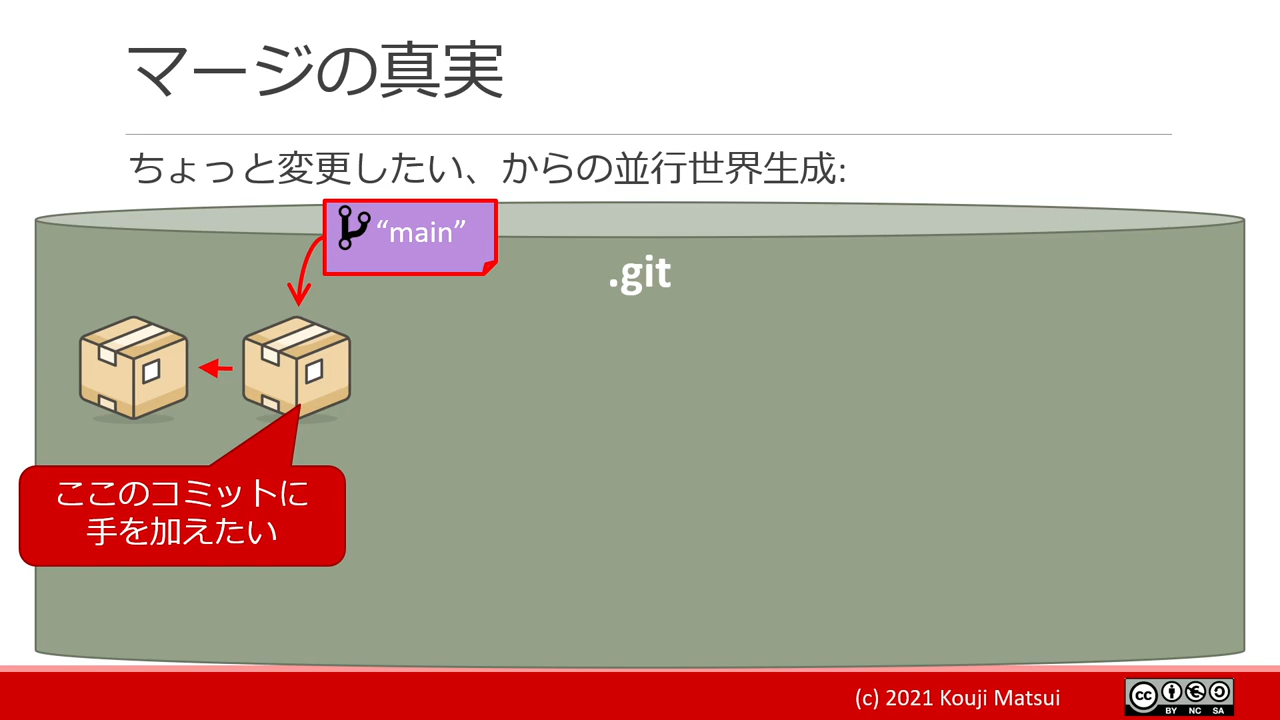 マージの真実
ちょっと変更したい、からの並行世界生成:
“main”
.git
ここのコミットに
手を加えたい
(c) 2021 Kouji Matsui
cc
BY NC SA